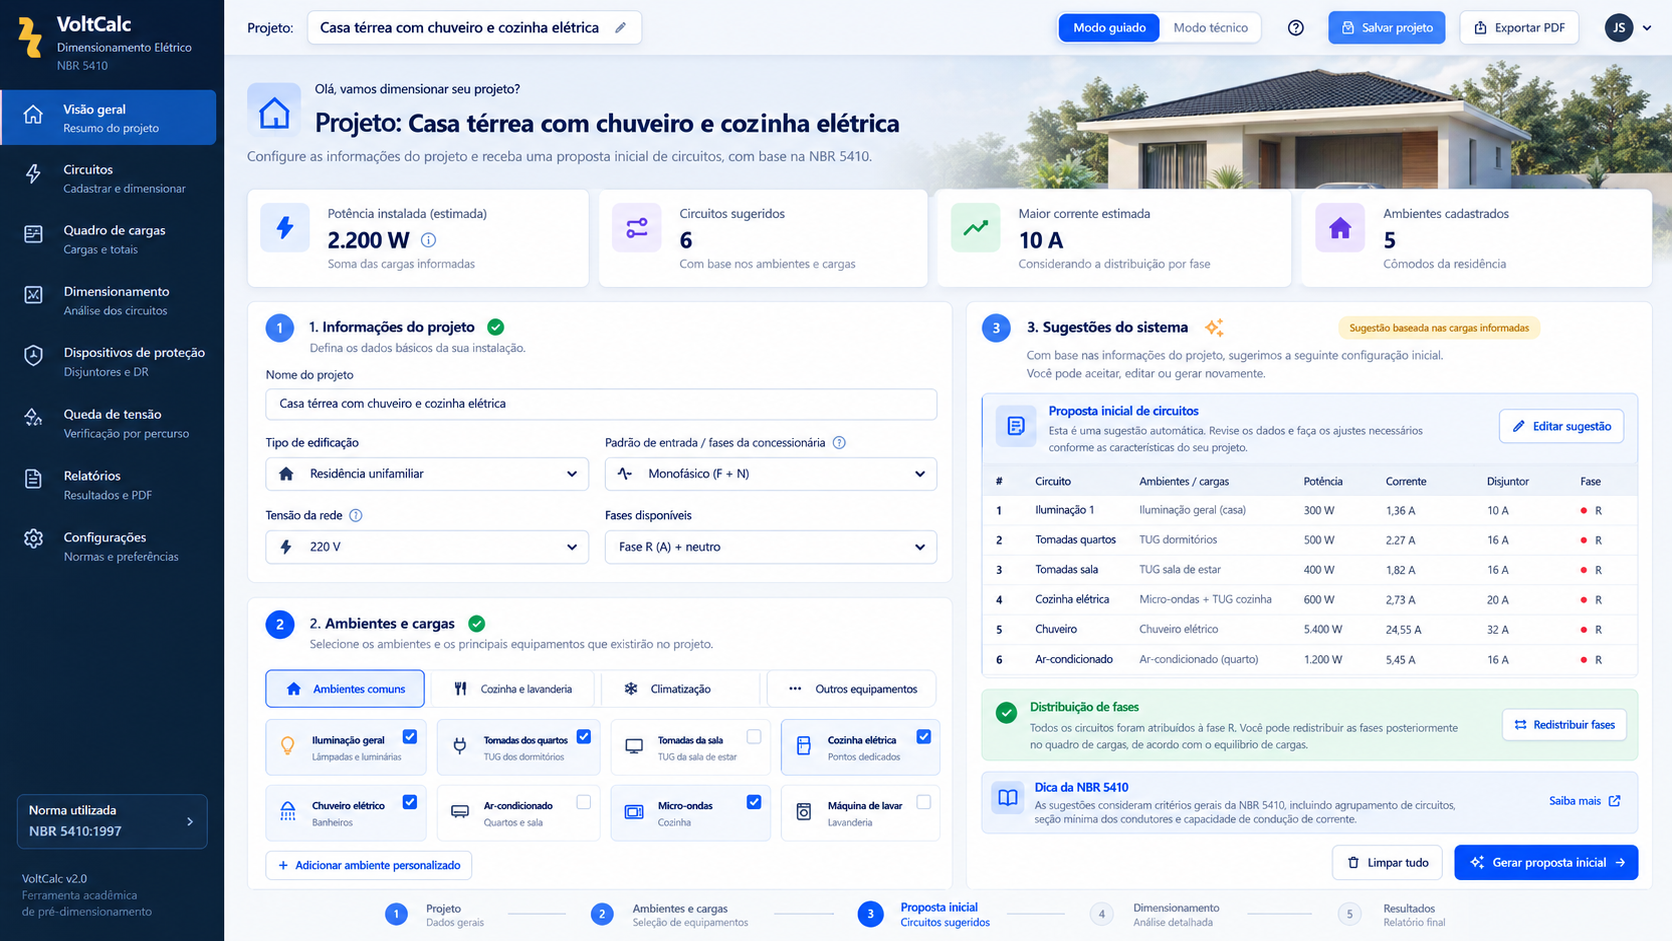 VoltCalc
Dimensionamento Elétrico
NBR 5410
Visão geral
Resumo do projeto
Circuitos
Cadastrar e dimensionar
Quadro de cargas
Cargas e totais
Dimensionamento
Análise dos circuitos
Dispositivos de proteção
Disjuntores e DR
Queda de tensão
Verificação por percurso
Relatórios
Resultados e PDF
Configurações
Normas e preferências
Norma utilizada
NBR 5410:1997
VoltCalc v2.0
Ferramenta acadêmica
de pré-dimensionamento
Projeto:
Casa térrea com chuveiro e cozinha elétrica
Modo guiado
Modo técnico
Salvar projeto
Exportar PDF
JS
Olá, vamos dimensionar seu projeto?
Projeto: Casa térrea com chuveiro e cozinha elétrica
Configure as informações do projeto e receba uma proposta inicial de circuitos, com base na NBR 5410.
Potência instalada (estimada)
2.200 W
Soma das cargas informadas
Circuitos sugeridos
6
Com base nos ambientes e cargas
Maior corrente estimada
10 A
Considerando a distribuição por fase
Ambientes cadastrados
5
Cômodos da residência
1 1. Informações do projeto
Defina os dados básicos da sua instalação.
Nome do projeto
Casa térrea com chuveiro e cozinha elétrica
Tipo de edificação
Residência unifamiliar
Padrão de entrada / fases da concessionária
Monofásico (F + N)
Tensão da rede
220 V
Fases disponíveis
Fase R (A) + neutro
2 2. Ambientes e cargas
Selecione os ambientes e os principais equipamentos que existirão no projeto.
Ambientes comuns
Cozinha e lavanderia
Climatização
Outros equipamentos
Iluminação geral
Lâmpadas e luminárias
Tomadas dos quartos
TUG dos dormitórios
Tomadas da sala
TUG da sala de estar
Cozinha elétrica
Pontos dedicados
Chuveiro elétrico
Banheiros
Ar-condicionado
Quartos e sala
Micro-ondas
Cozinha
Máquina de lavar
Lavanderia
+ Adicionar ambiente personalizado
3 3. Sugestões do sistema
Sugestão baseada nas cargas informadas
Com base nas informações do projeto, sugerimos a seguinte configuração inicial.
Você pode aceitar, editar ou gerar novamente.
Proposta inicial de circuitos
Esta é uma sugestão automática. Revise os dados e faça os ajustes necessários
conforme as características do seu projeto.
Editar sugestão
# Circuito Ambientes / cargas Potência Corrente Disjuntor Fase
1 Iluminação 1 Iluminação geral (casa) 300 W 1,36 A 10 A R
2 Tomadas quartos TUG dormitórios 500 W 2.27 A 16 A R
3 Tomadas sala TUG sala de estar 400 W 1,82 A 16 A R
4 Cozinha elétrica Micro-ondas + TUG cozinha 600 W 2,73 A 20 A R
5 Chuveiro Chuveiro elétrico 5.400 W 24,55 A 32 A R
6 Ar-condicionado Ar-condicionado (quarto) 1.200 W 5,45 A 16 A R
Distribuição de fases
Todos os circuitos foram atribuídos à fase R. Você pode redistribuir as fases posteriormente
no quadro de cargas, de acordo com o equilíbrio de cargas.
Redistribuir fases
Dica da NBR 5410
As sugestões consideram critérios gerais da NBR 5410, incluindo agrupamento de circuitos,
seção mínima dos condutores e capacidade de condução de corrente.
Saiba mais
Limpar tudo
Gerar proposta inicial
1 Projeto
Dados gerais
2 Ambientes e cargas
Seleção de equipamentos
3 Proposta inicial
Circuitos sugeridos
4 Dimensionamento
Análise detalhada
5 Resultados
Relatório final